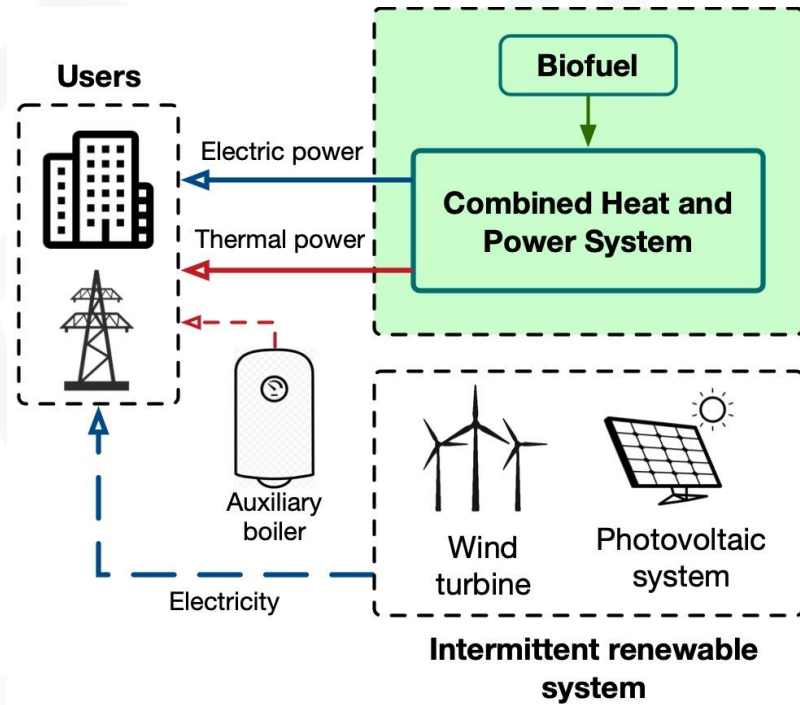 Users
Biofuel
Electric power
Combined Heat and
Power System
Thermal power
Auxiliary
boiler
Wind
turbine
Photovoltaic
system
Electricity
Intermittent renewable
system